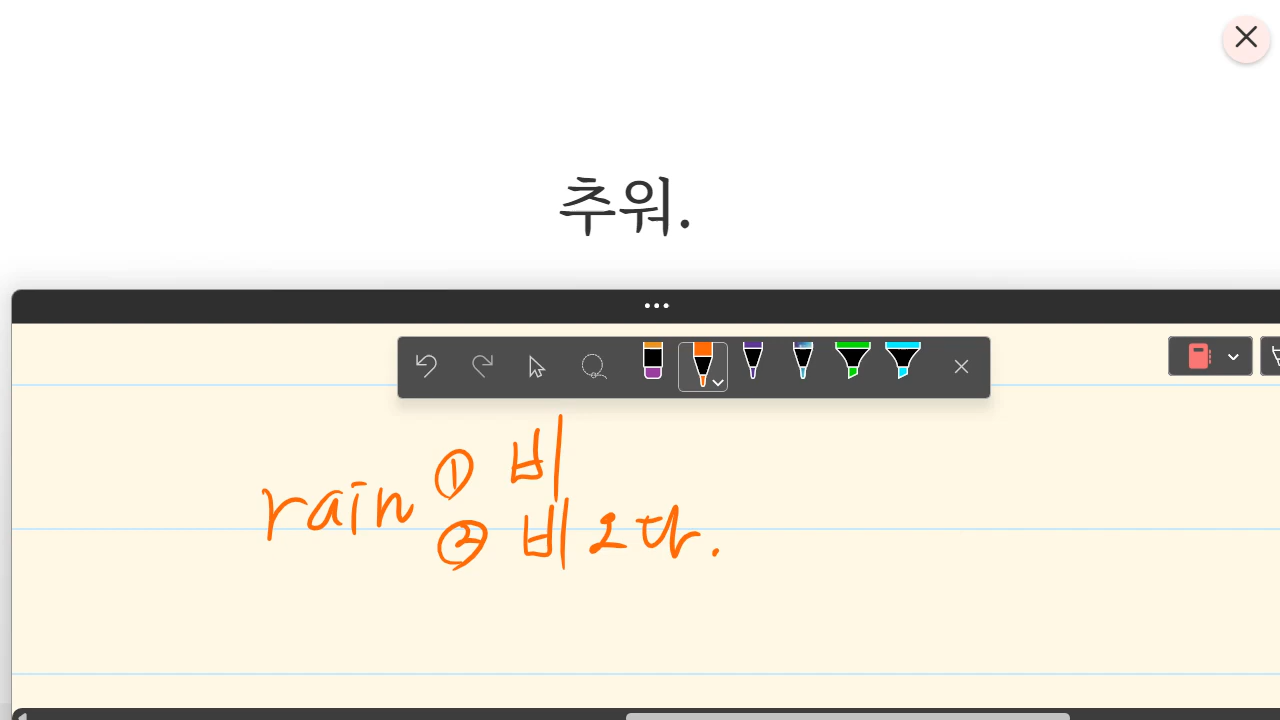 추워.
rain ① 비
② 비 오다.